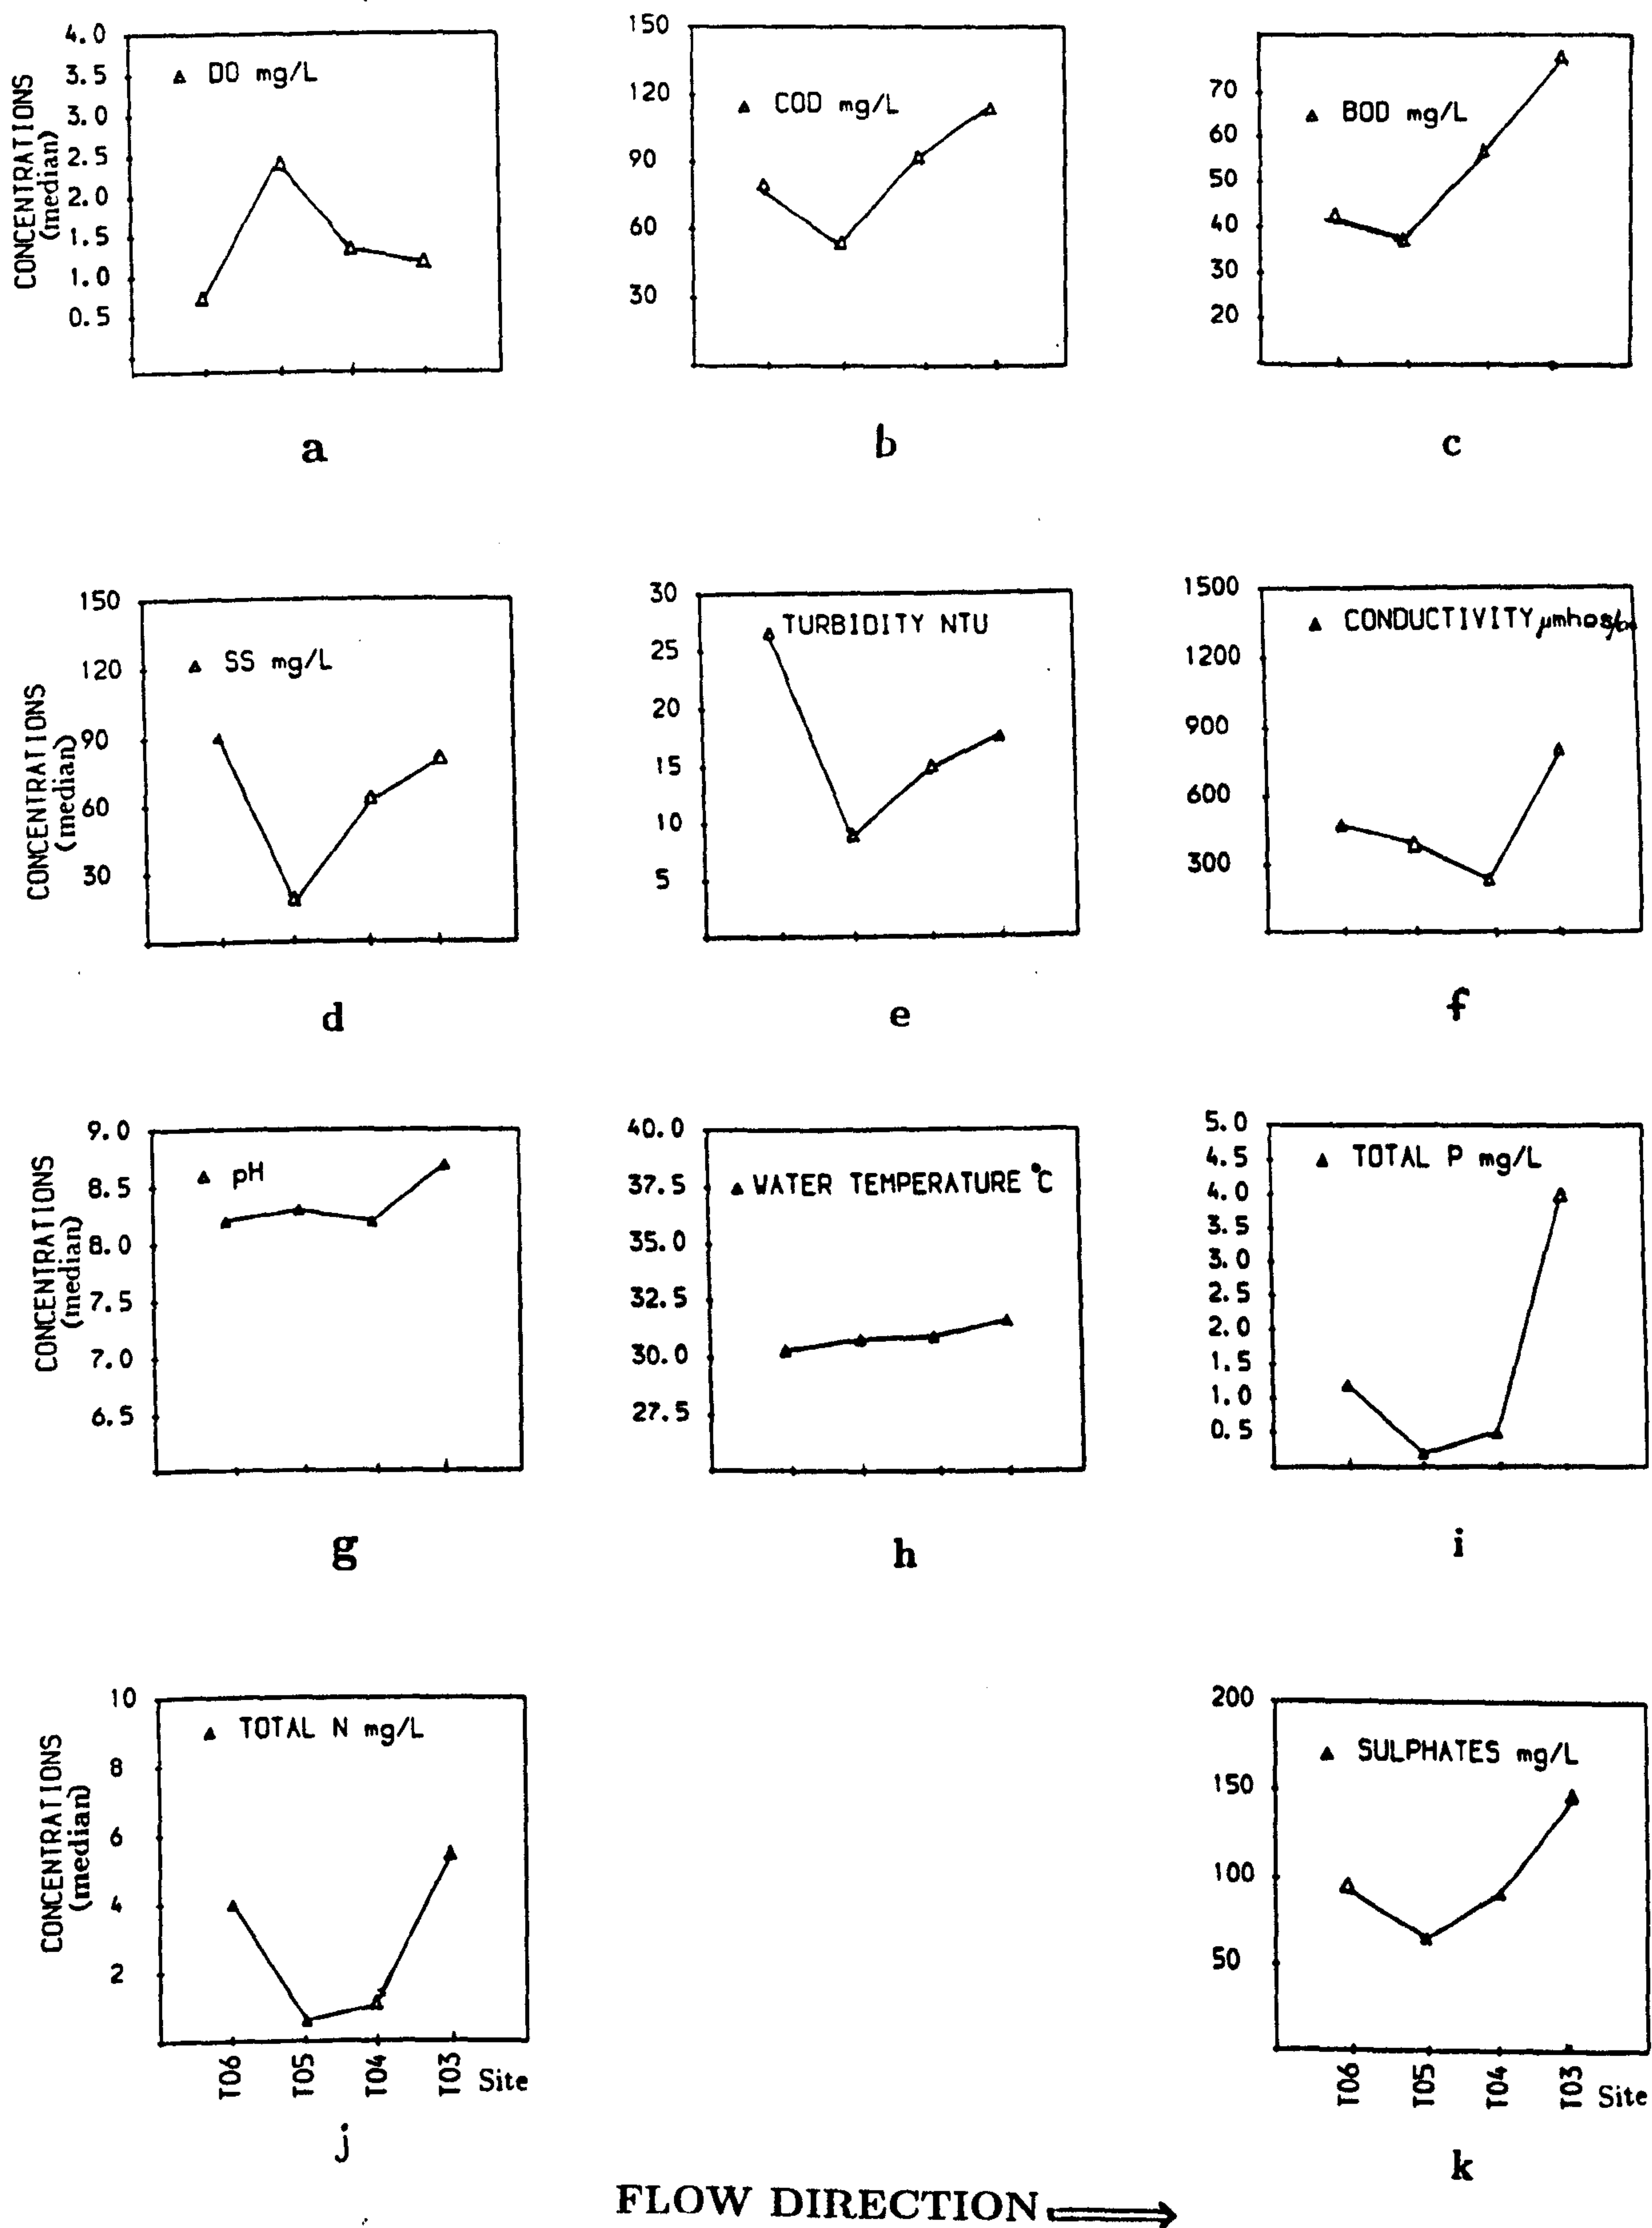 4.0
3.5
3.0
2.5
2.0
1.5
1.0
0.5
CONCENTRATIONS
(median)
DO mg/L
a
150
120
90
60
30
COD mg/L
b
70
60
50
40
30
20
BOD mg/L
c
150
120
90
60
30
CONCENTRATIONS
(median)
SS mg/L
d
30
25
20
15
10
5
TURBIDITY NTU
e
1500
1200
900
600
300
CONDUCTIVITY
f
9.0
8.5
8.0
7.5
7.0
6.5
CONCENTRATIONS
(median)
pH
g
40.0
37.5
35.0
32.5
30.0
27.5
WATER TEMPERATURE °C
h
5.0
4.5
4.0
3.5
3.0
2.5
2.0
1.5
1.0
0.5
TOTAL P mg/L
i
10
8
6
4
2
CONCENTRATIONS
(median)
TOTAL N mg/L
T06 T05 T04 T03 Site
j
200
150
100
50
SULPHATES mg/L
T06 T05 T04 T03 Site
k
FLOW DIRECTION